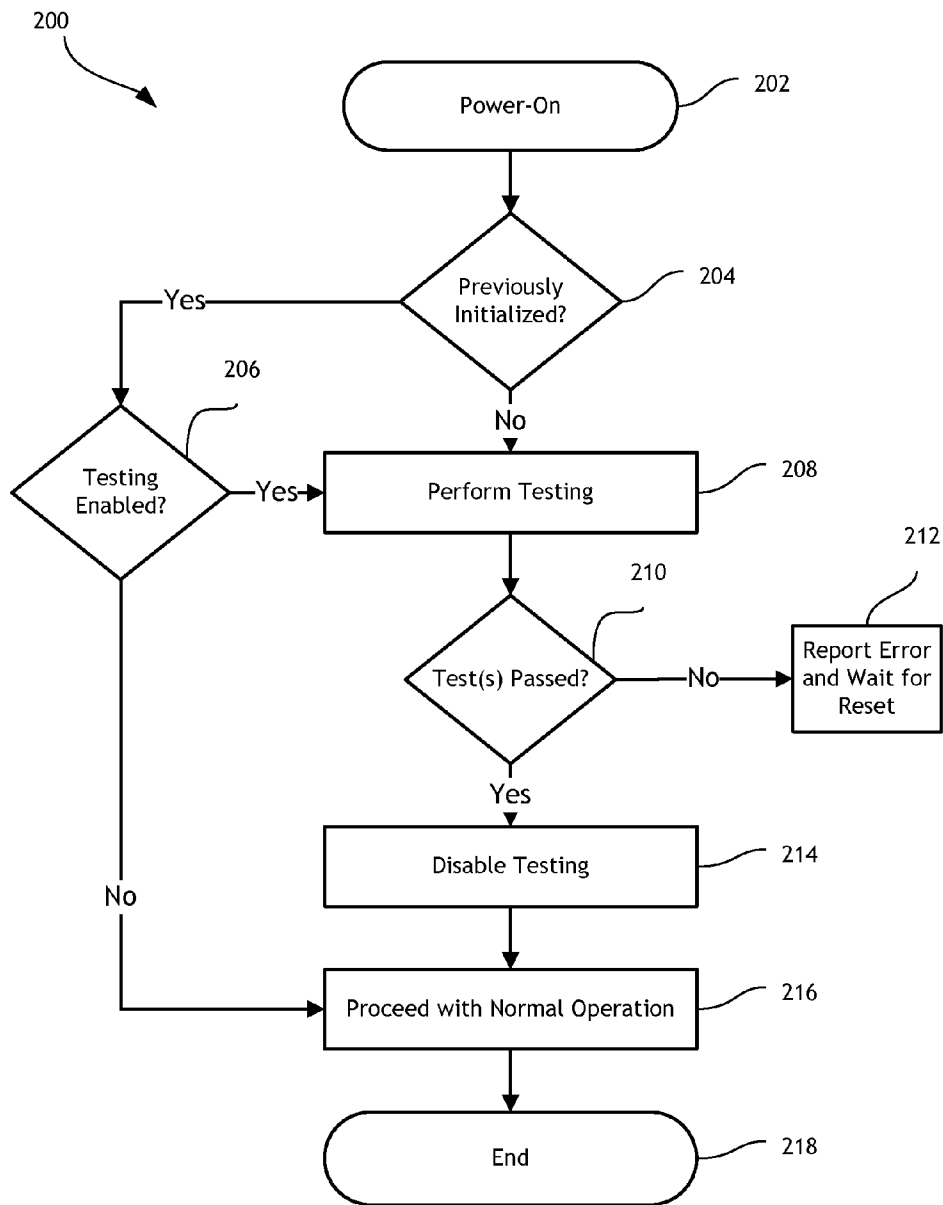 200
Power-On
202
Previously
Initialized?
204
Yes
No
206
Testing
Enabled?
Yes
Perform Testing
208
210
212
Test(s) Passed?
No
Report Error
and Wait for
Reset
Yes
Disable Testing
214
No
Proceed with Normal Operation
216
End
218